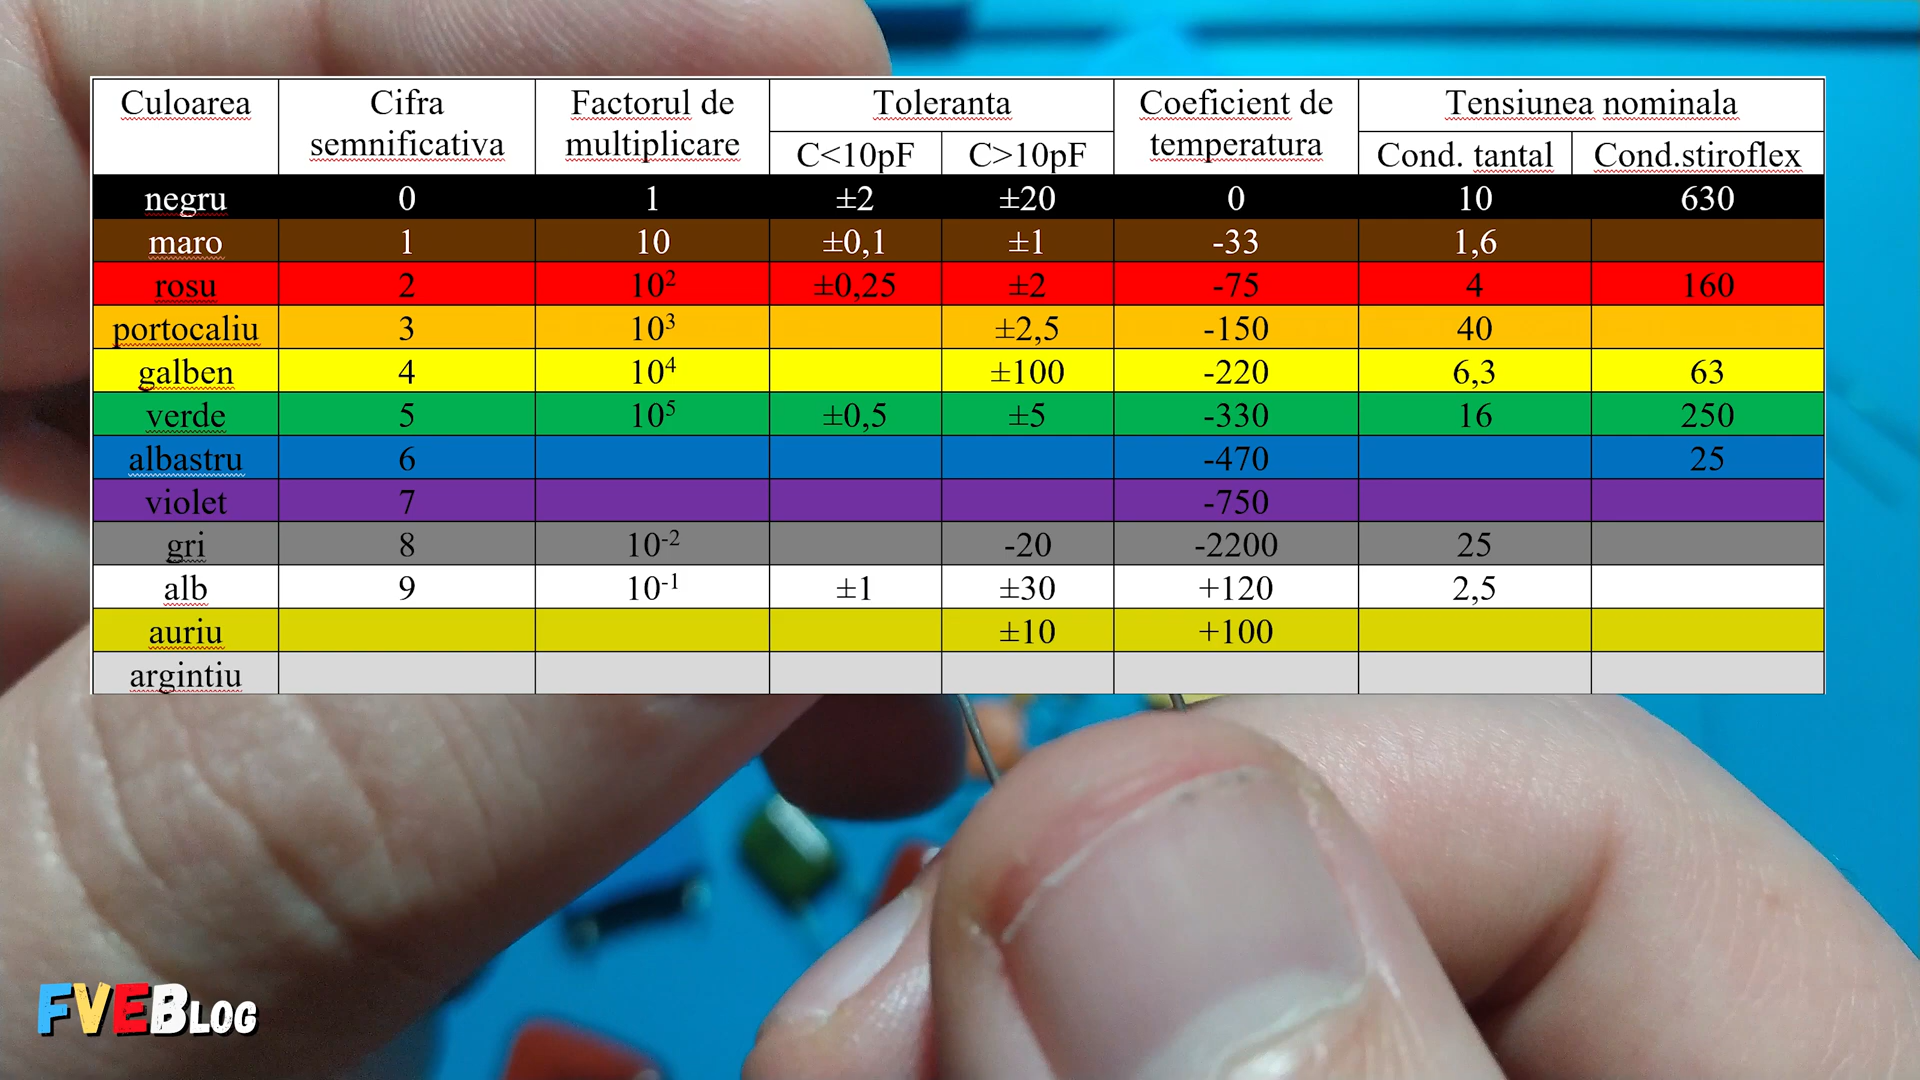 Culoarea Cifra semnificativa Factorul de multiplicare Toleranta Coeficient de temperatura Tensiunea nominala
C<10pF C>10pF Cond. tantal Cond.stiroflex
negru 0 1 ±2 ±20 0 10 630
maro 1 10 ±0,1 ±1 -33 1,6
rosu 2 10² ±0,25 ±2 -75 4 160
portocaliu 3 10³ ±2,5 -150 40
galben 4 10⁴ ±100 -220 6,3 63
verde 5 10⁵ ±0,5 ±5 -330 16 250
albastru 6 -470 25
violet 7 -750
gri 8 10⁻² -20 -2200 25
alb 9 10⁻¹ ±1 ±30 +120 2,5
auriu ±10 +100
argintiu
FVEBLOG